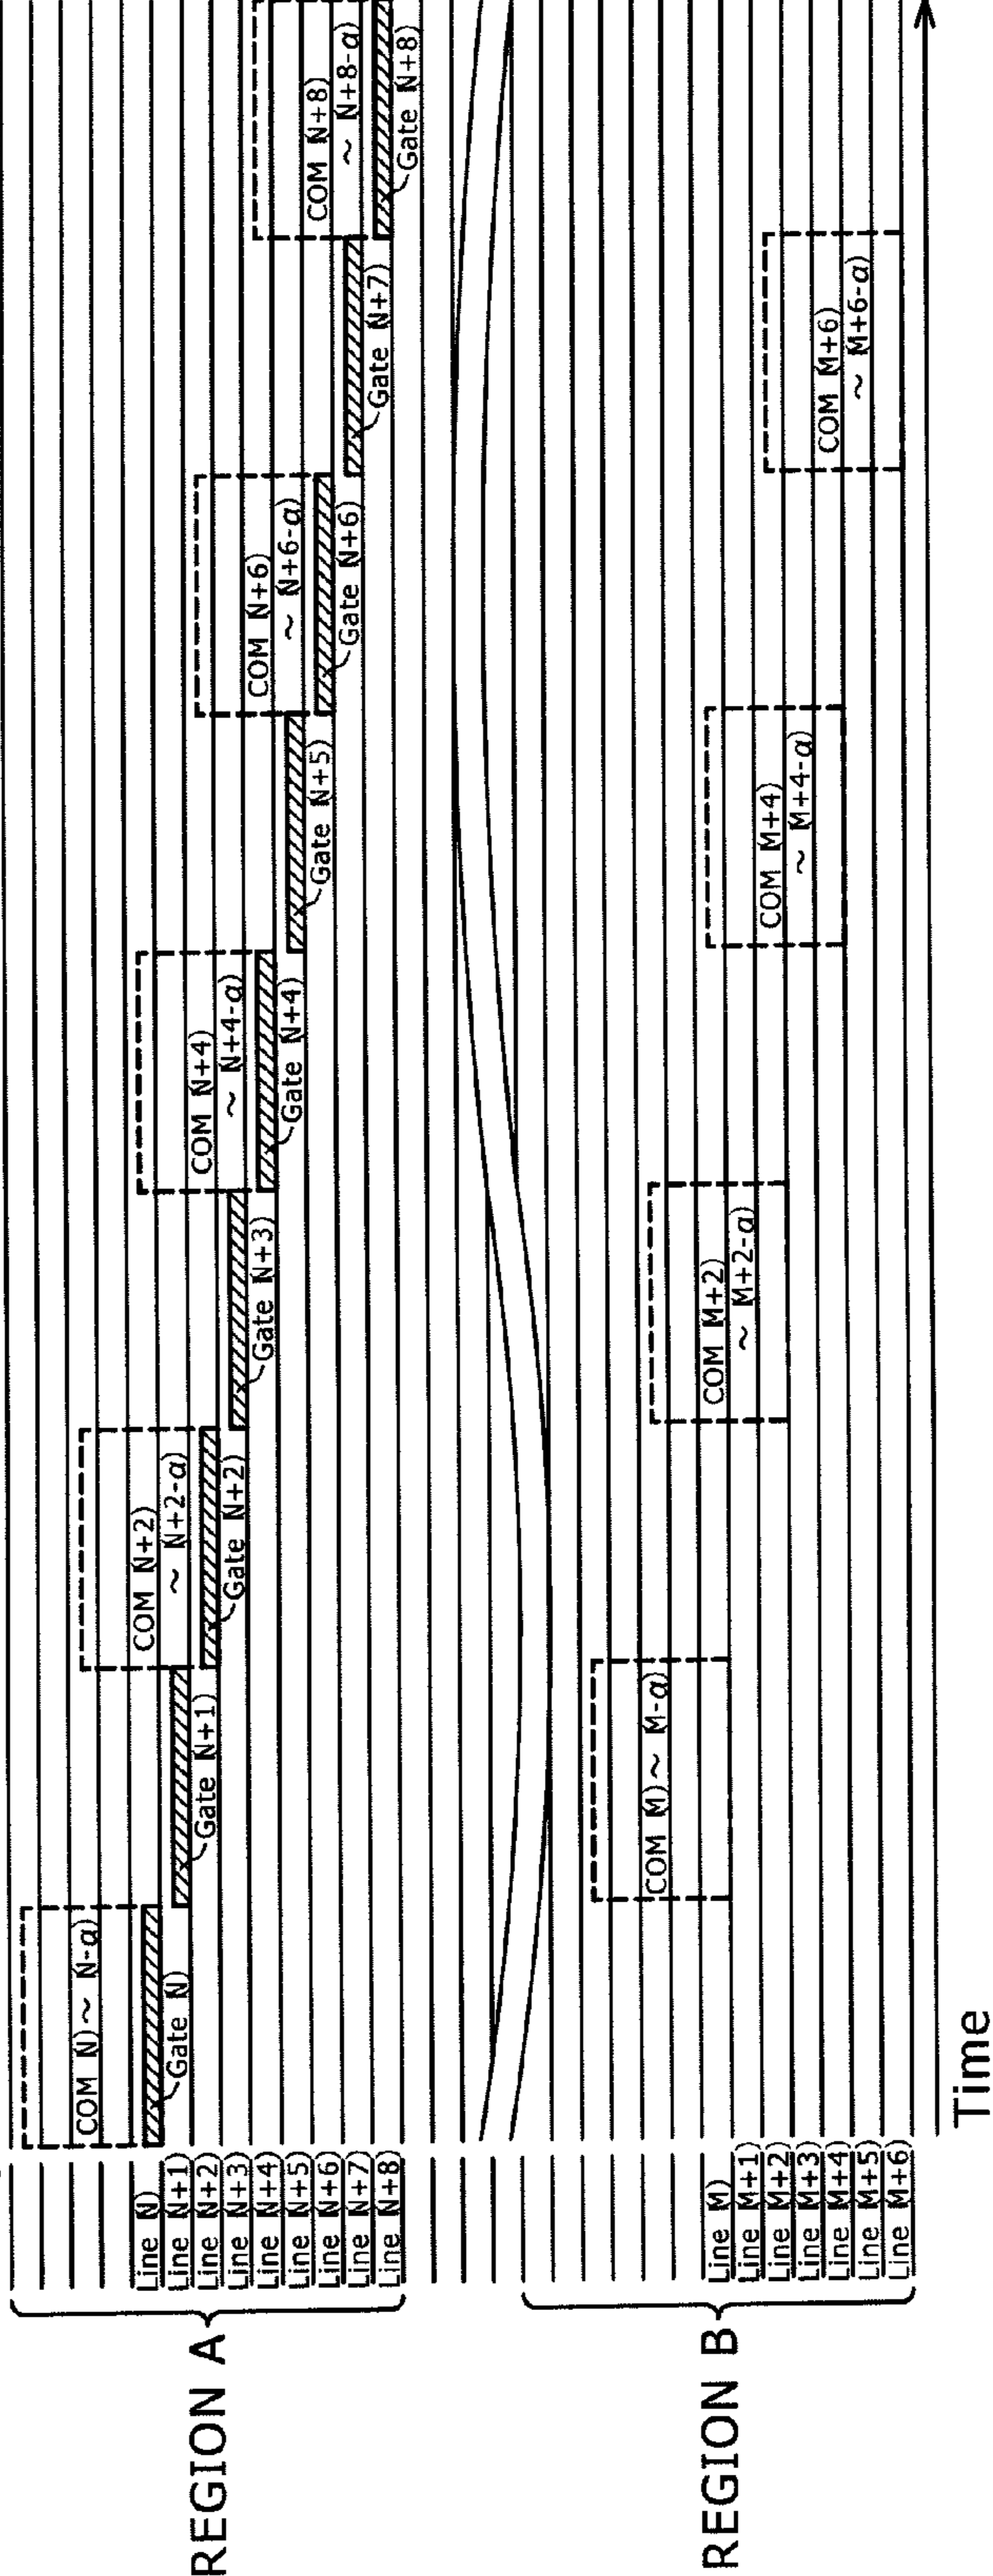 REGION A
Line N)
Line N+1)
Line N+2)
Line N+3)
Line N+4)
Line N+5)
Line N+6)
Line N+7)
Line N+8)
COM N)~ N-α)
Gate N)
Gate N+1)
COM N+2)
~ N+2-α)
Gate N+2)
Gate N+3)
COM N+4)
~ N+4-α)
Gate N+4)
Gate N+5)
COM N+6)
~ N+6-α)
Gate N+6)
Gate N+7)
COM N+8)
~ N+8-α)
Gate N+8)
REGION B
Line M)
Line M+1)
Line M+2)
Line M+3)
Line M+4)
Line M+5)
Line M+6)
COM M)~ M-α)
COM M+2)
~ M+2-α)
COM M+4)
~ M+4-α)
COM M+6)
~ M+6-α)
Time